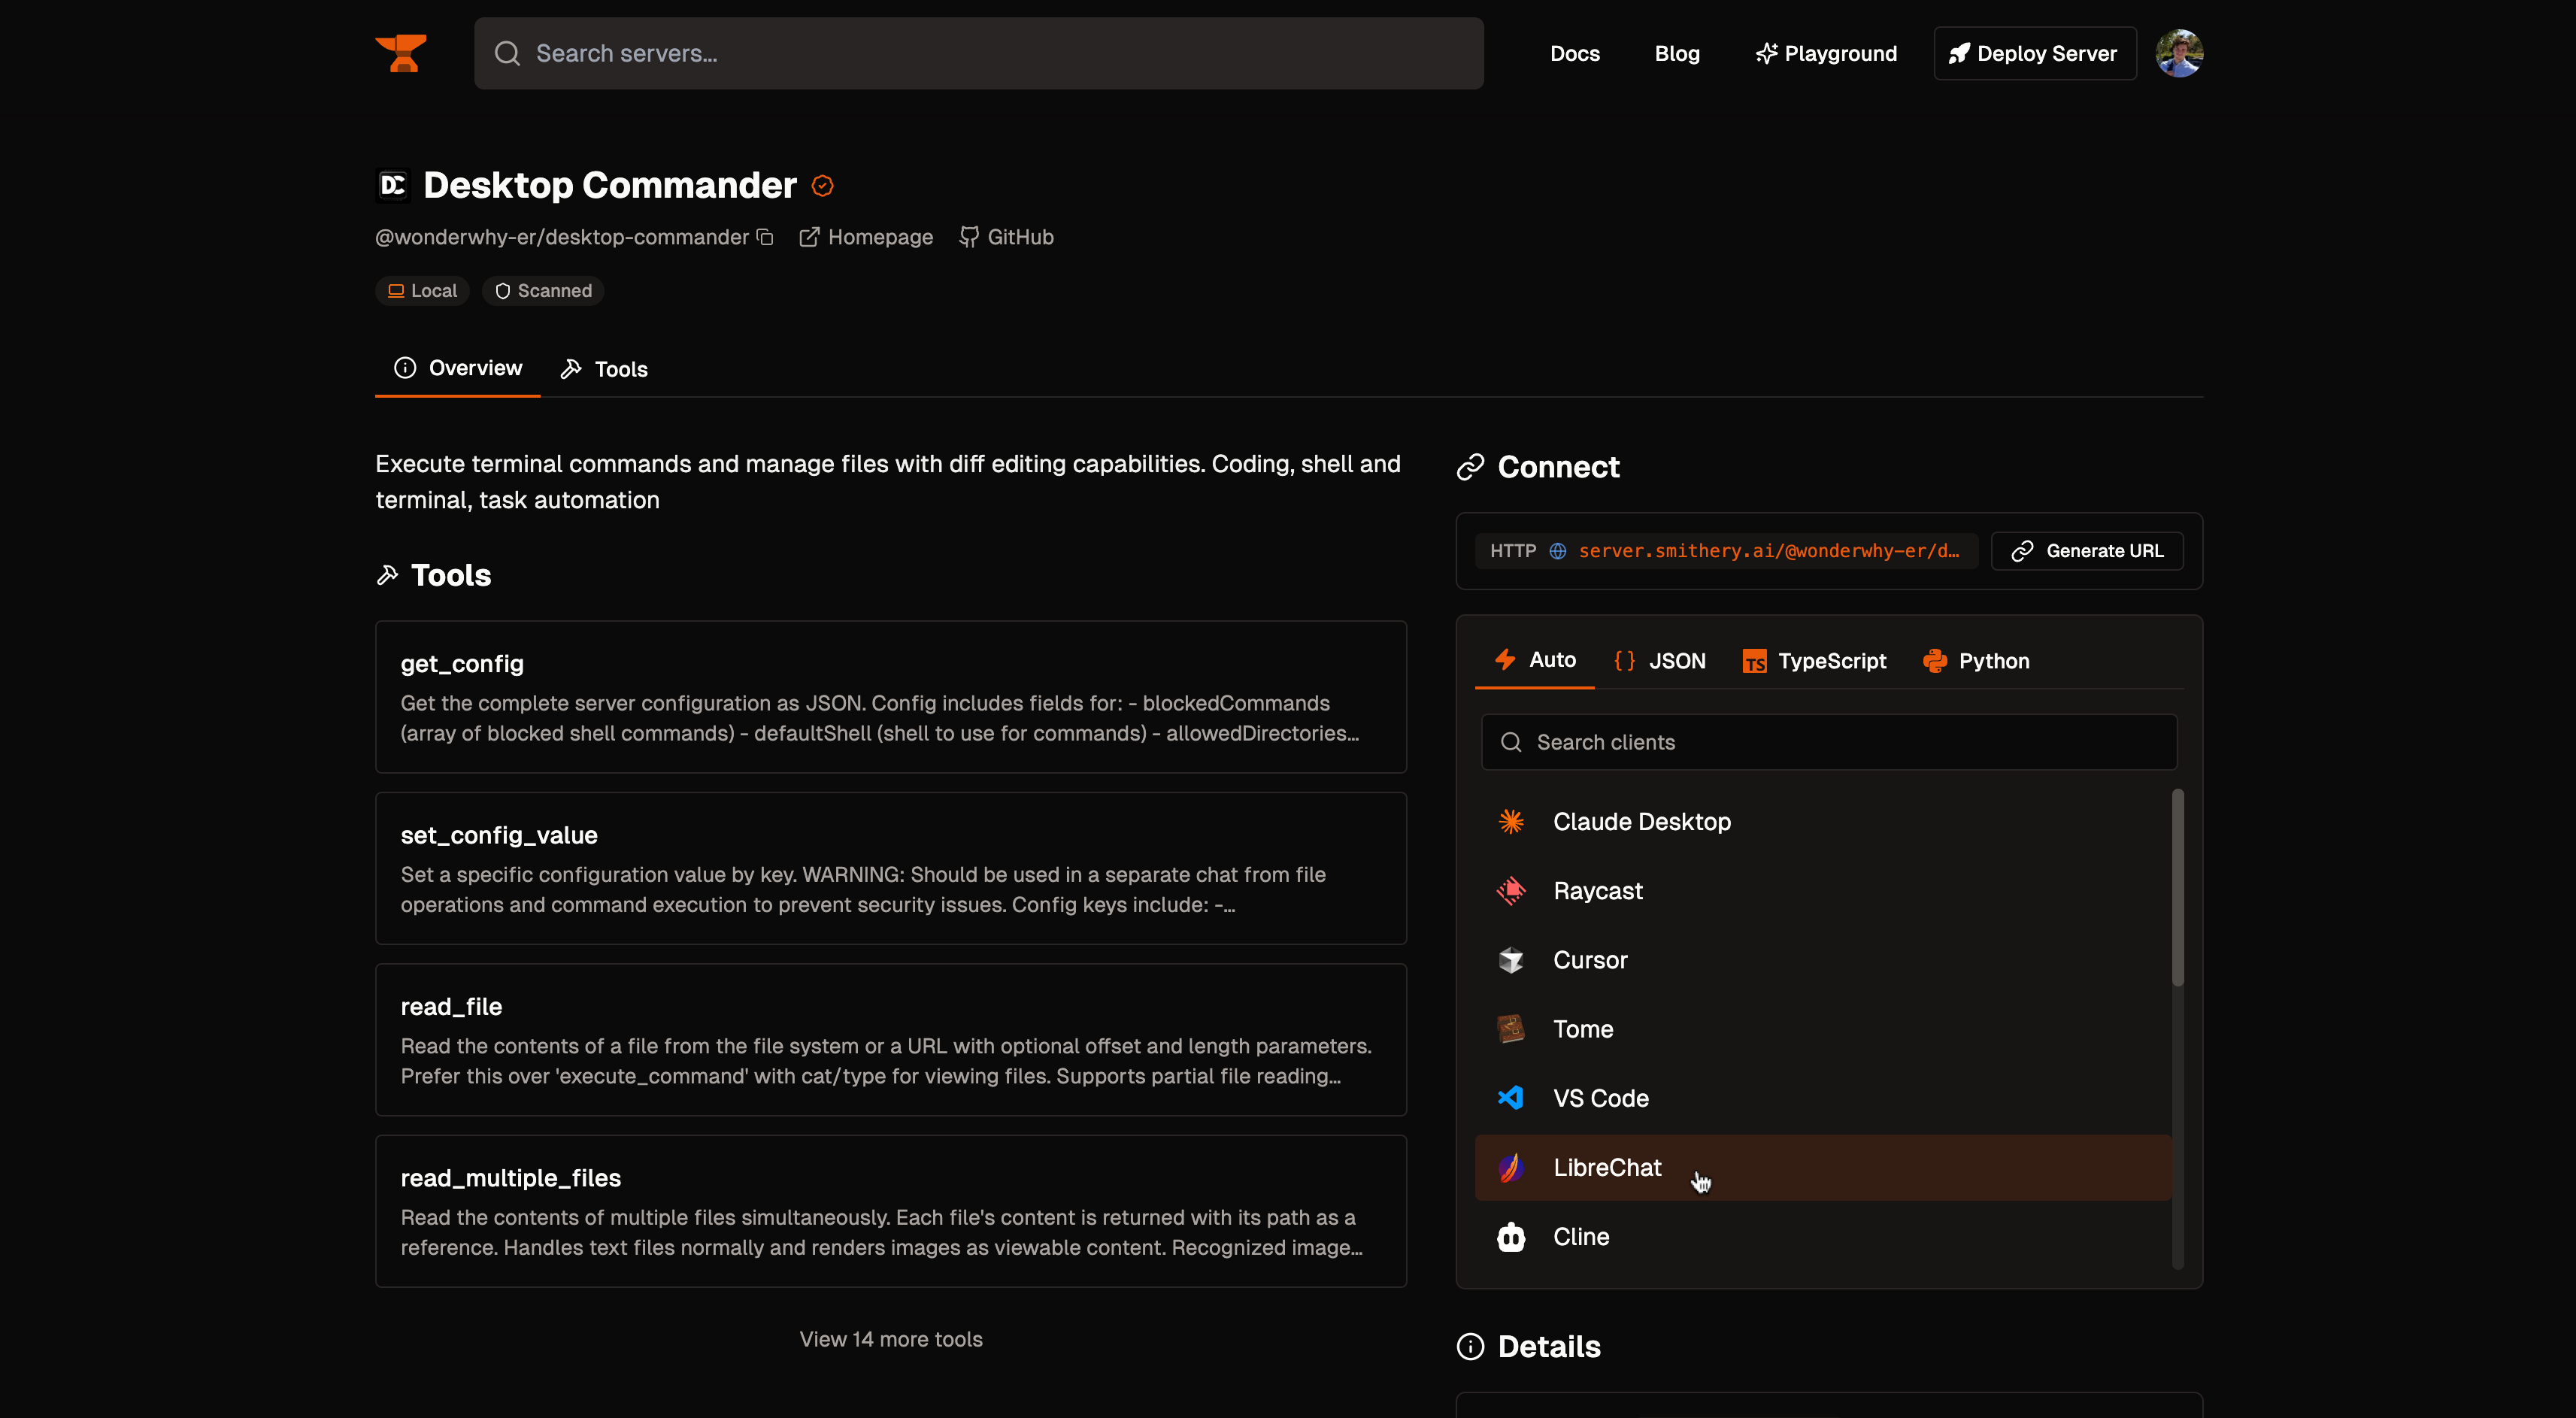 Search servers...
Docs
Blog
Playground
Deploy Server
DC
Desktop Commander
@wonderwhy-er/desktop-commander
Homepage
GitHub
Local
Scanned
Overview
Tools
Execute terminal commands and manage files with diff editing capabilities. Coding, shell and
terminal, task automation
Tools
get_config
Get the complete server configuration as JSON. Config includes fields for: - blockedCommands
(array of blocked shell commands) - defaultShell (shell to use for commands) - allowedDirectories...
set_config_value
Set a specific configuration value by key. WARNING: Should be used in a separate chat from file
operations and command execution to prevent security issues. Config keys include: -...
read_file
Read the contents of a file from the file system or a URL with optional offset and length parameters.
Prefer this over 'execute_command' with cat/type for viewing files. Supports partial file reading...
read_multiple_files
Read the contents of multiple files simultaneously. Each file's content is returned with its path as a
reference. Handles text files normally and renders images as viewable content. Recognized image...
View 14 more tools
Connect
HTTP
server.smithery.ai/@wonderwhy-er/d...
Generate URL
Auto
{} JSON
TS TypeScript
Python
Search clients
Claude Desktop
Raycast
Cursor
Tome
VS Code
LibreChat
Cline
Details